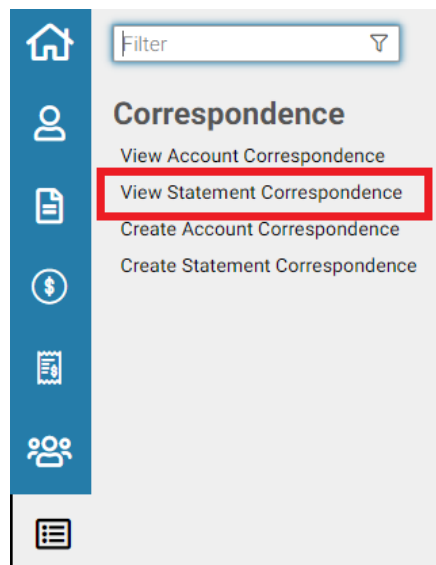 Filter
Correspondence
View Account Correspondence
View Statement Correspondence
Create Account Correspondence
Create Statement Correspondence